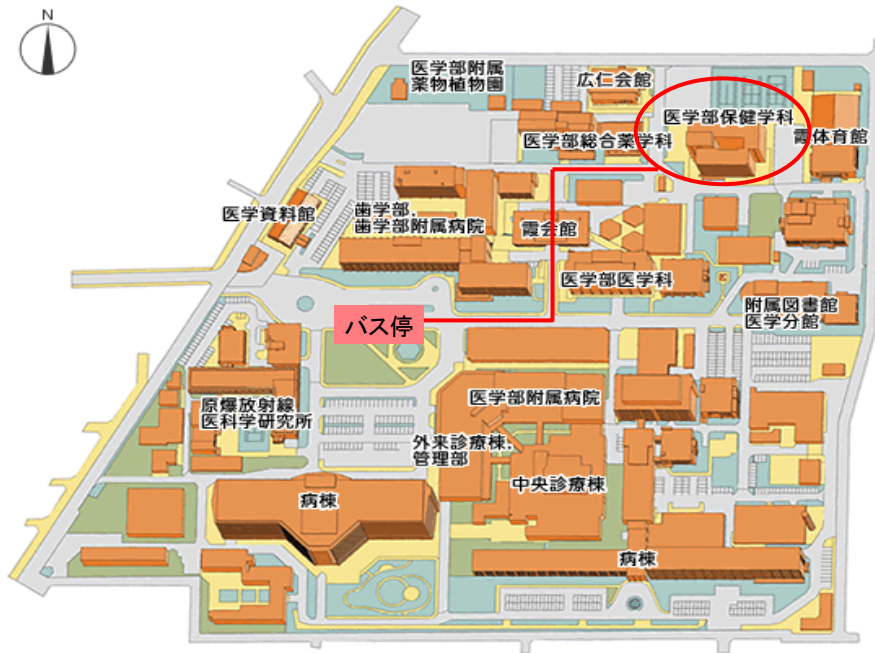 N
医学部附属
薬物植物園
広仁会館
医学部保健学科
医学部総合薬学科
霞体育館
医学資料館
歯学部,
歯学部附属病院
霞会館
医学部医学科
附属図書館
医学分館
バス停
医学部附属病院
原爆放射線
医科学研究所
外来診療棟,
管理部
中央診療棟
病棟
病棟